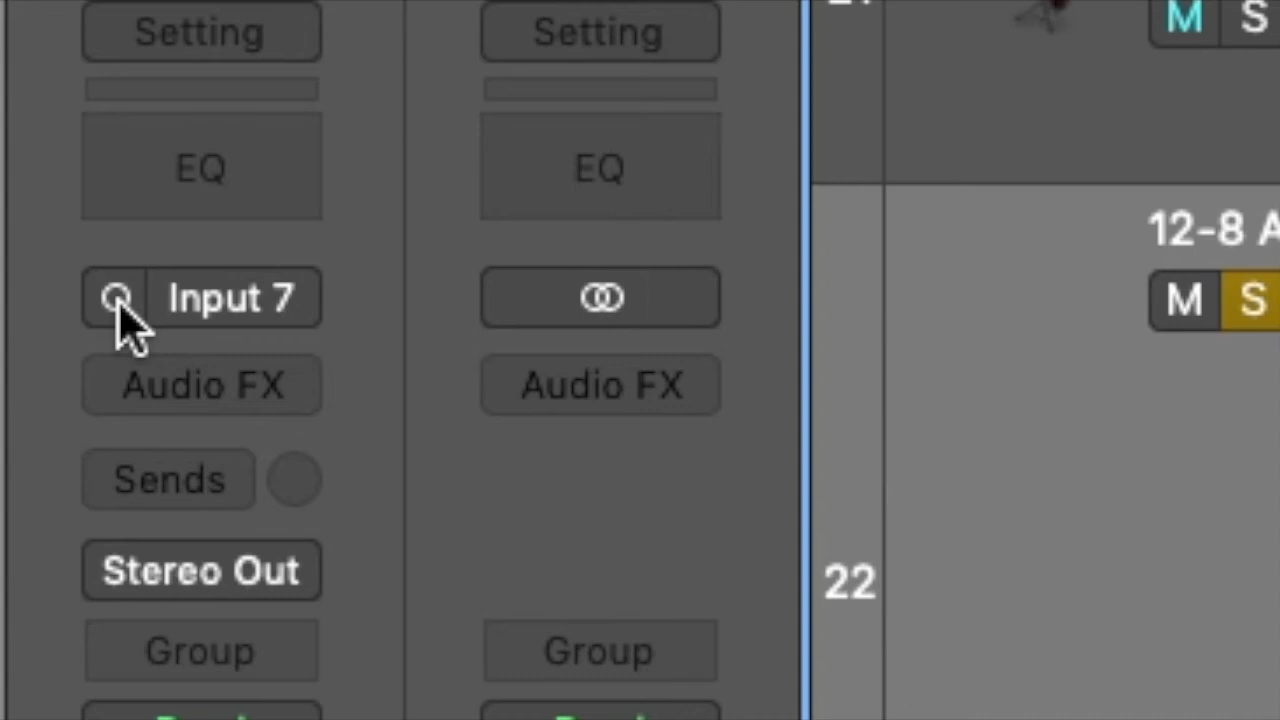 Setting
Setting
M S
EQ
EQ
12-8 A
Input 7
M S
Audio FX
Audio FX
Sends
Stereo Out
22
Group
Group